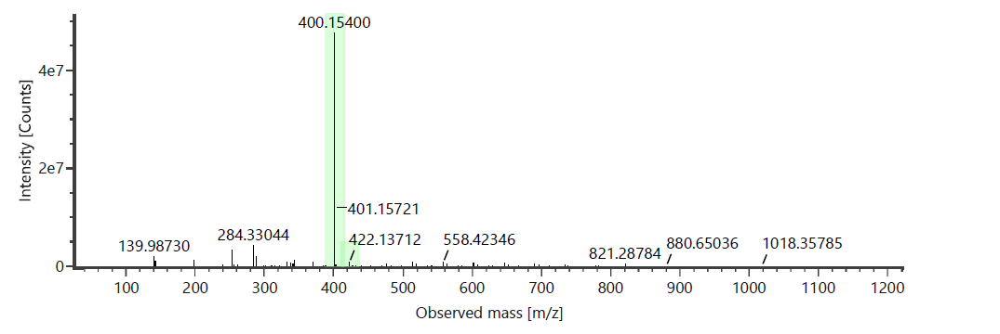 400.15400
4e7
Intensity [Counts]
2e7
401.15721
284.33044
422.13712
558.42346
139.98730
821.28784
880.65036
1018.35785
0
100 200 300 400 500 600 700 800 900 1000 1100 1200
Observed mass [m/z]